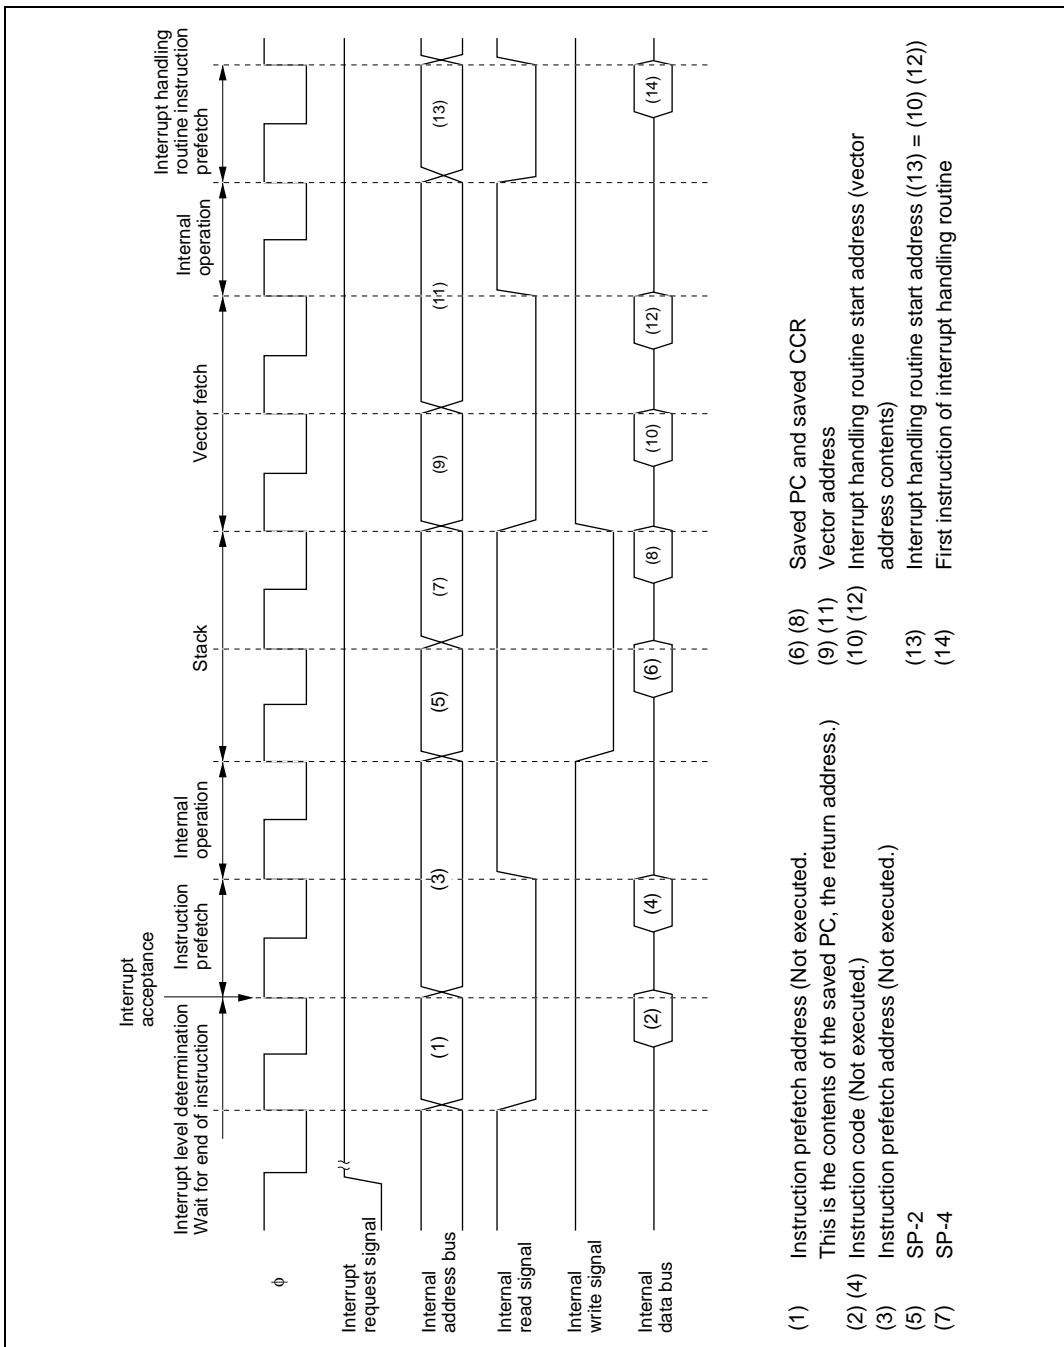 Interrupt level determination
Wait for end of instruction
Interrupt
acceptance
Instruction
prefetch
Internal
operation
Stack
Vector fetch
Internal
operation
Interrupt handling
routine instruction
prefetch
ϕ
Interrupt
request signal
Internal
address bus
(1)
(3)
(5)
(7)
(9)
(11)
(13)
Internal
read signal
Internal
write signal
Internal
data bus
(2)
(4)
(6)
(8)
(10)
(12)
(14)
(1) Instruction prefetch address (Not executed.
This is the contents of the saved PC, the return address.)
(2) (4) Instruction code (Not executed.)
(3) Instruction prefetch address (Not executed.)
(5) SP-2
(7) SP-4
(6) (8) Saved PC and saved CCR
(9) (11) Vector address
(10) (12) Interrupt handling routine start address (vector
address contents)
(13) Interrupt handling routine start address ((13) = (10) (12))
(14) First instruction of interrupt handling routine